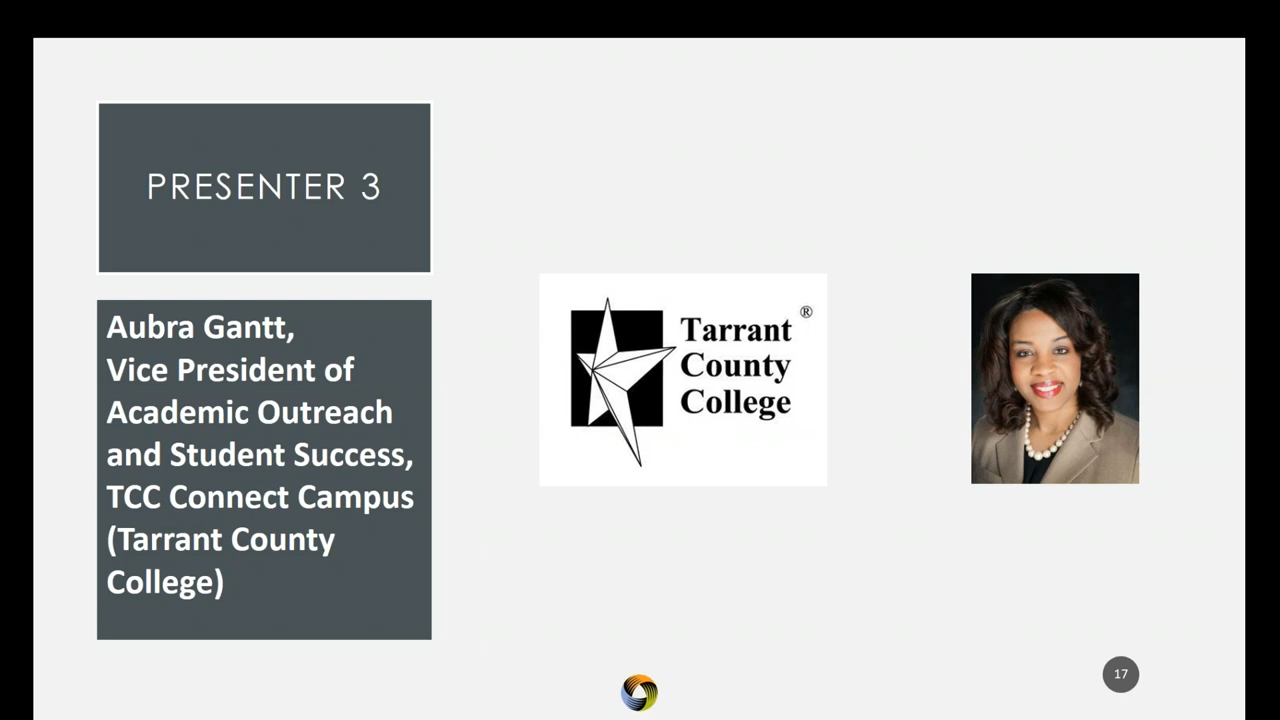 PRESENTER 3
Aubra Gantt,
Vice President of
Academic Outreach
and Student Success,
TCC Connect Campus
(Tarrant County
College)
Tarrant ®
County
College
17